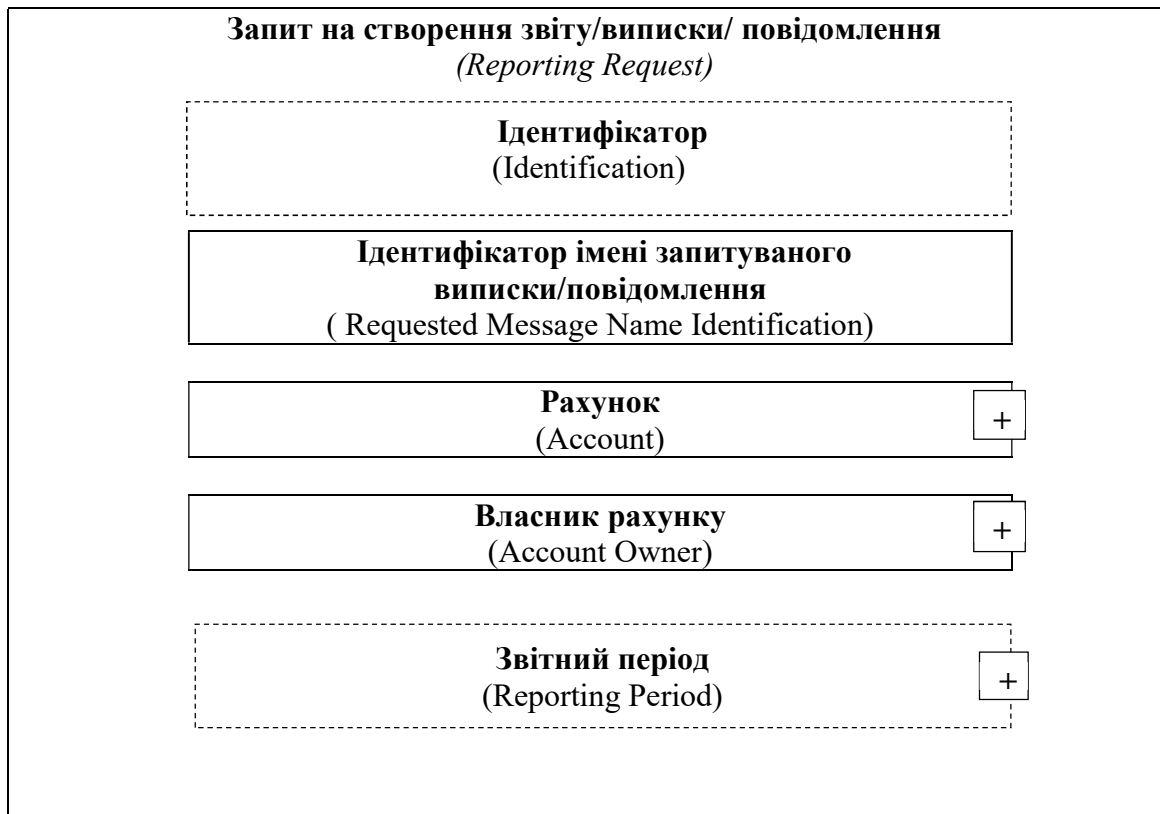 Запит на створення звіту/виписки/ повідомлення
(Reporting Request)
Ідентифікатор
(Identification)
Ідентифікатор імені запитуваного
виписки/повідомлення
( Requested Message Name Identification)
Рахунок
(Account)
+
Власник рахунку
(Account Owner)
+
Звітний період
(Reporting Period)
+